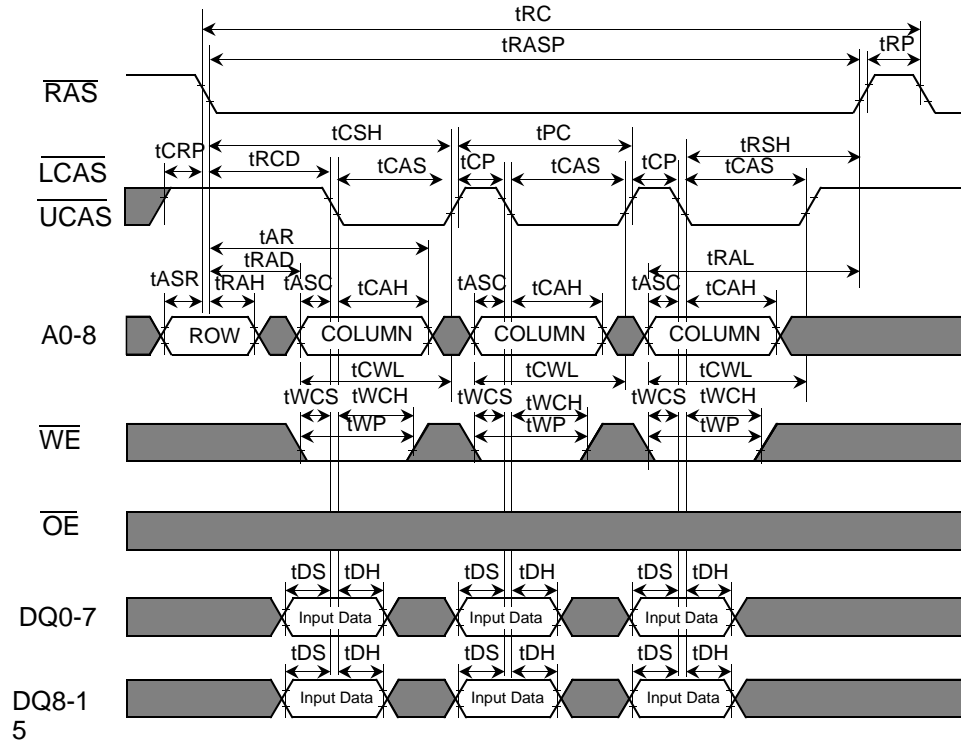 tRC
tRASP
tRP
RAS
tCSH
tPC
tCRP
tRCD
tCAS
tCP
tCAS
tCP
tRSH
tCAS
LCAS
UCAS
tAR
tRAD
tRAL
tASR
tRAH
tASC
tCAH
tASC
tCAH
tASC
tCAH
A0-8
ROW
COLUMN
COLUMN
COLUMN
tCWL
tCWL
tCWL
tWCS
tWCH
tWCS
tWCH
tWCS
tWCH
tWP
tWP
tWP
WE
OE
tDS
tDH
tDS
tDH
tDS
tDH
DQ0-7
Input Data
Input Data
Input Data
tDS
tDH
tDS
tDH
tDS
tDH
DQ8-1
5
Input Data
Input Data
Input Data